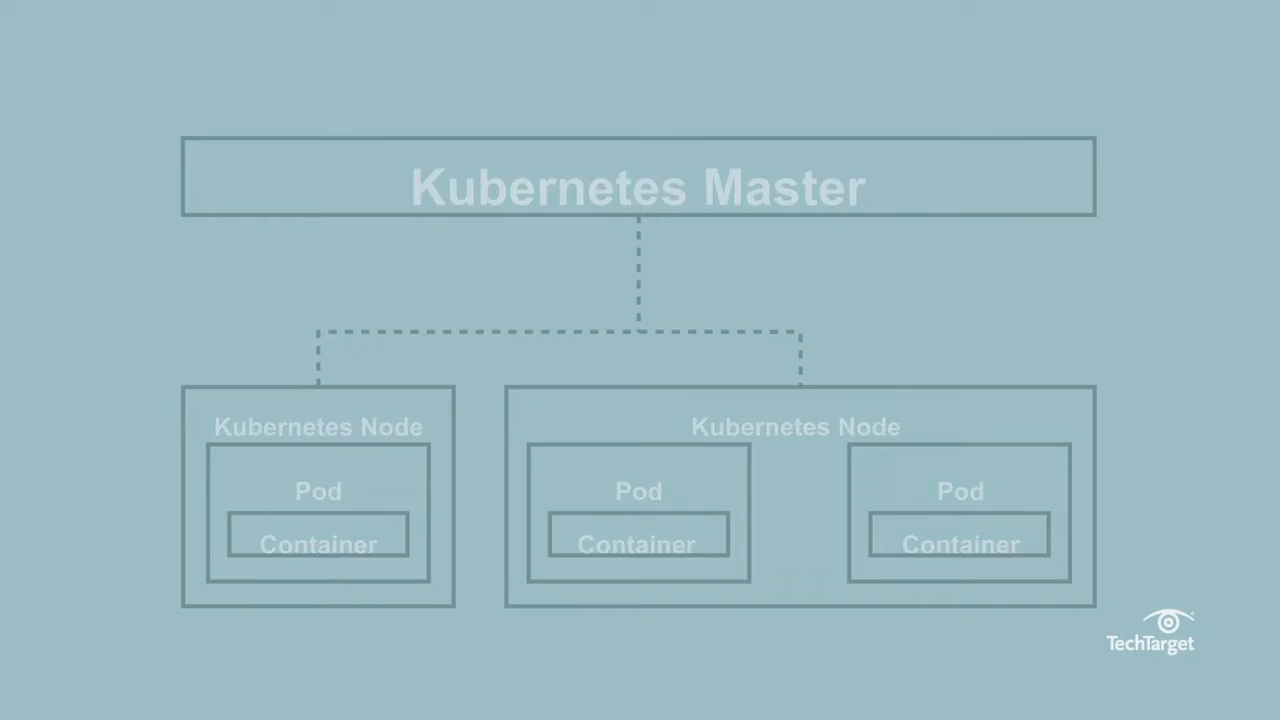 Kubernetes Master
Kubernetes Node
Kubernetes Node
Pod
Pod
Pod
Container
Container
Container
TechTarget